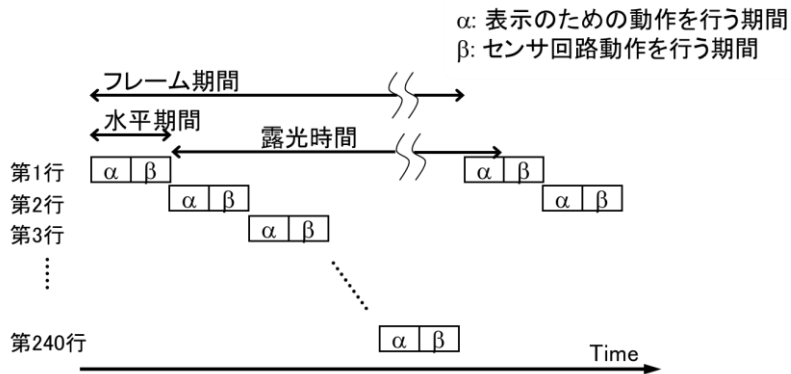 α: 表示のための動作を行う期間
β: センサ回路動作を行う期間
フレーム期間
水平期間
露光時間
第1行 α β α β
第2行 α β α β
第3行 α β
第240行 α β
Time